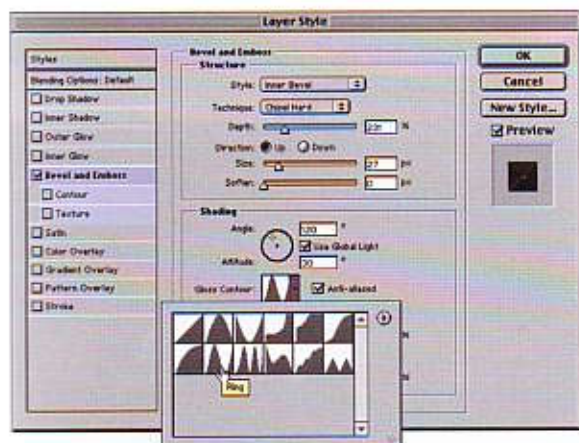 Layer Style
Styles
Blending Options: Default
Drop Shadow
Inner Shadow
Outer Glow
Inner Glow
Bevel and Emboss
Contour
Texture
Satin
Color Overlay
Gradient Overlay
Pattern Overlay
Stroke
Bevel and Emboss
Structure
Style: Inner Bevel
Technique: Chisel Hard
Depth: %
Direction: Up Down
Size: 27 px
Soften: 0 px
Shading
Angle: 120 °
Use Global Light
Altitude: 30 °
Gloss Contour: Anti-aliased
%
%
Ring
OK
Cancel
New Style...
Preview